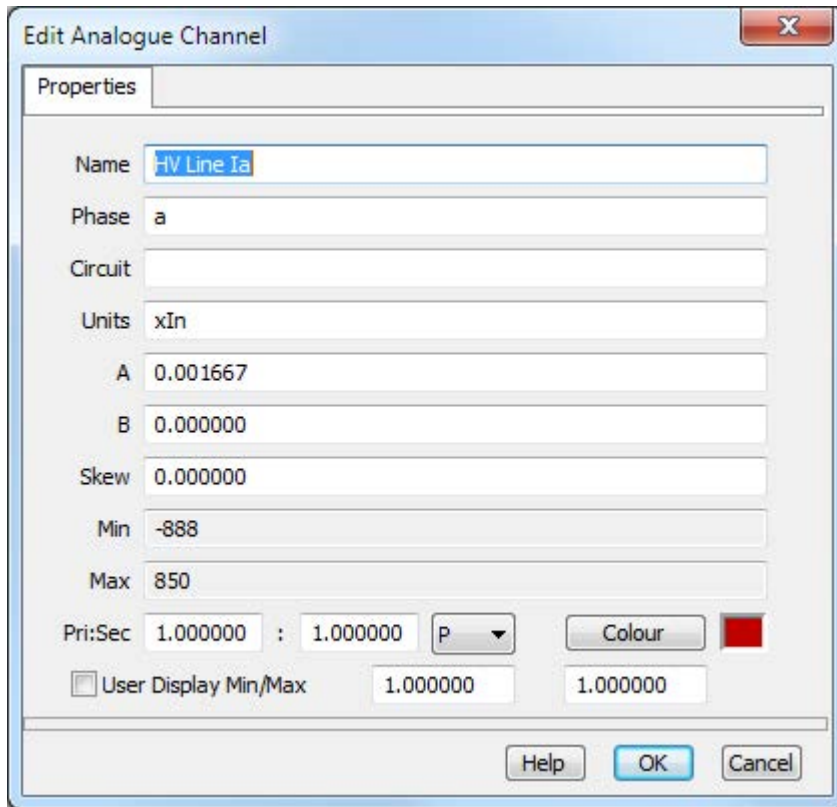 Edit Analogue Channel
Properties
Name HV Line Ia
Phase a
Circuit
Units xIn
A 0.001667
B 0.000000
Skew 0.000000
Min -888
Max 850
Pri:Sec 1.000000 : 1.000000 P Colour
User Display Min/Max 1.000000 1.000000
Help OK Cancel